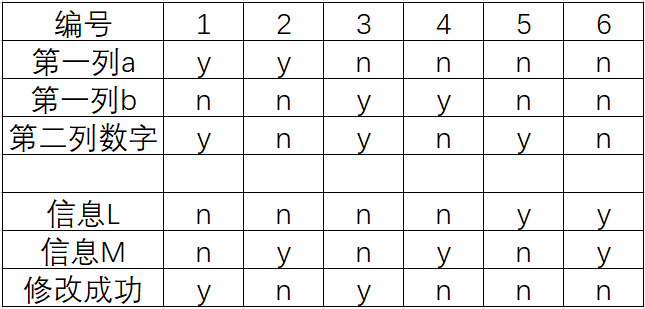 编号 1 2 3 4 5 6
第一列a y y n n n n
第一列b n n y y n n
第二列数字 y n y n y n
信息L n n n n y y
信息M n y n y n y
修改成功 y n y n n n